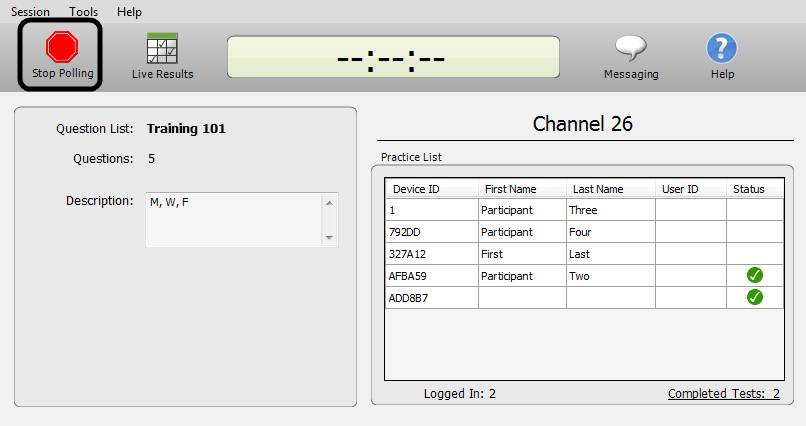 Session Tools Help
Stop Polling
Live Results
--:--:--
Messaging
Help
Question List: Training 101
Questions: 5
Description: M, W, F
Channel 26
Practice List
Device ID First Name Last Name User ID Status
1 Participant Three
792DD Participant Four
327A12 First Last
AFBA59 Participant Two
ADD8B7
Logged In: 2 Completed Tests: 2